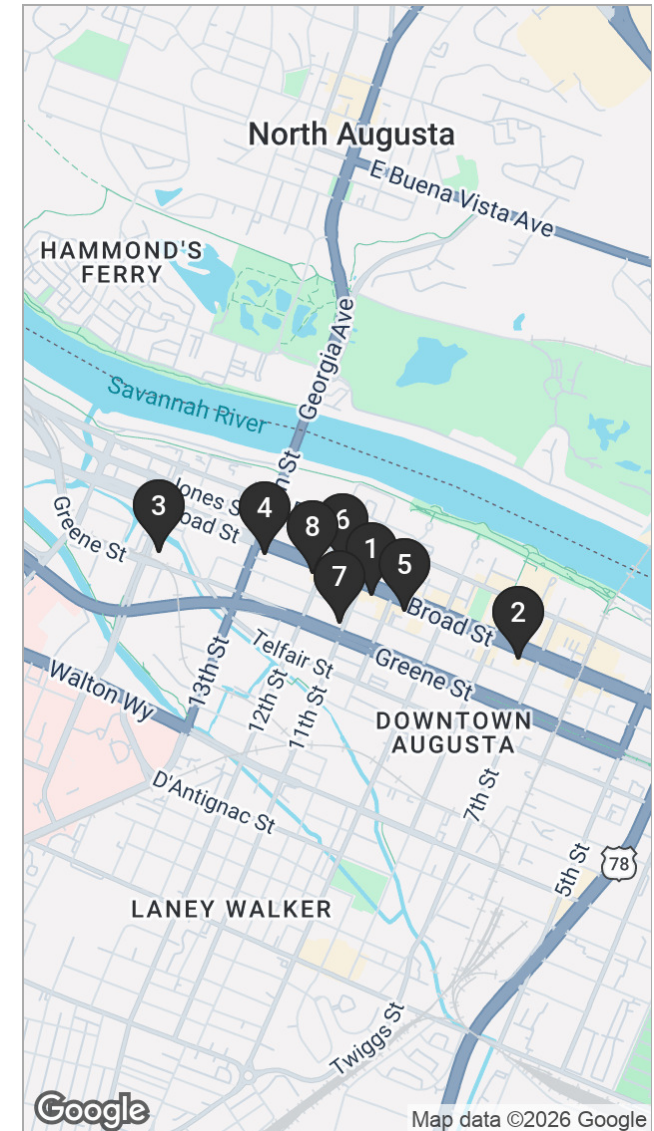 North Augusta
E Buena Vista Ave
HAMMOND'S
FERRY
Georgia Ave
Savannah River
Jones
Greene St
3
4
6
8
1
5
7
2
Broad St
13th St
Telfair St
Greene St
Walton Wy
12th St
11th St
DOWNTOWN
AUGUSTA
7th St
D'Antignac St
5th St
78
LANEY WALKER
Twiggs St
Google
Map data ©2026 Google